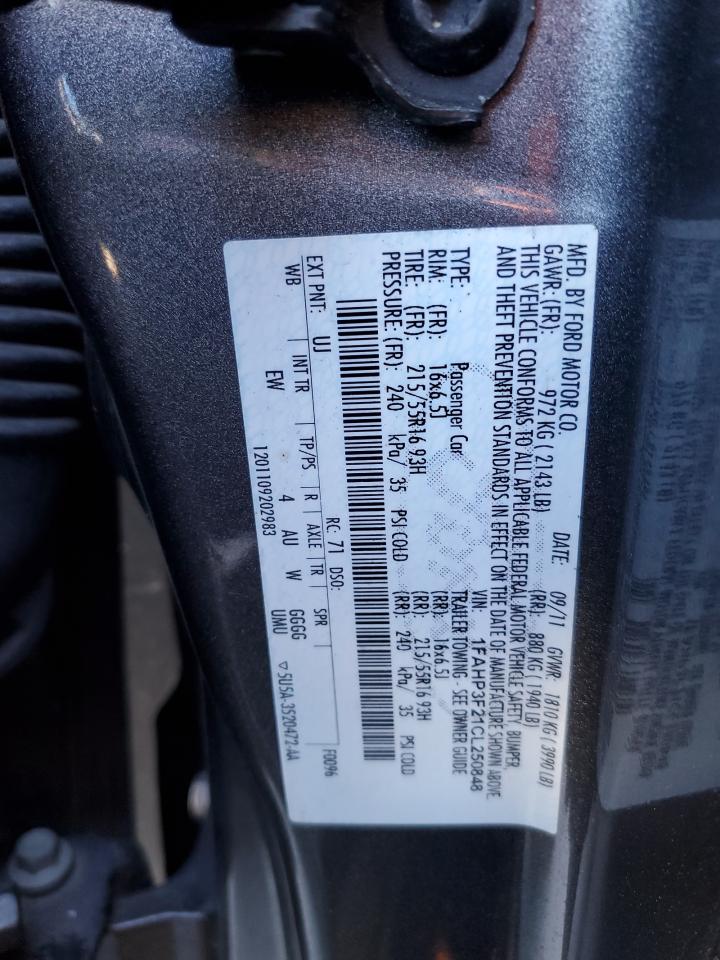 MFD. BY FORD MOTOR CO.
DATE: 09/11 GVWR: 1810 KG ( 3990 LB)
GAWR: (FR): 972 KG ( 2143 LB) (RR): 880 KG ( 1940 LB)
THIS VEHICLE CONFORMS TO ALL APPLICABLE FEDERAL MOTOR VEHICLE SAFETY, BUMPER,
AND THEFT PREVENTION STANDARDS IN EFFECT ON THE DATE OF MANUFACTURE SHOWN ABOVE.
VIN: 1FAHP3F21CL250848
TYPE: Passenger Car TRAILER TOWING - SEE OWNER GUIDE
RIM: (FR): 16x6.5J (RR): 16x6.5J
TIRE: (FR): 215/55R16 93H (RR): 215/55R16 93H
PRESSURE: (FR): 240 kPa/ 35 PSI COLD (RR): 240 kPa/ 35 PSI COLD
RC: 71 DSO: F0096
EXT PNT: UJ
WB INT TR TP/PS R AXLE TR SPR
EW 4 AU W GGGG UMU
1201109202983 ▽5U5A-3520472-AA